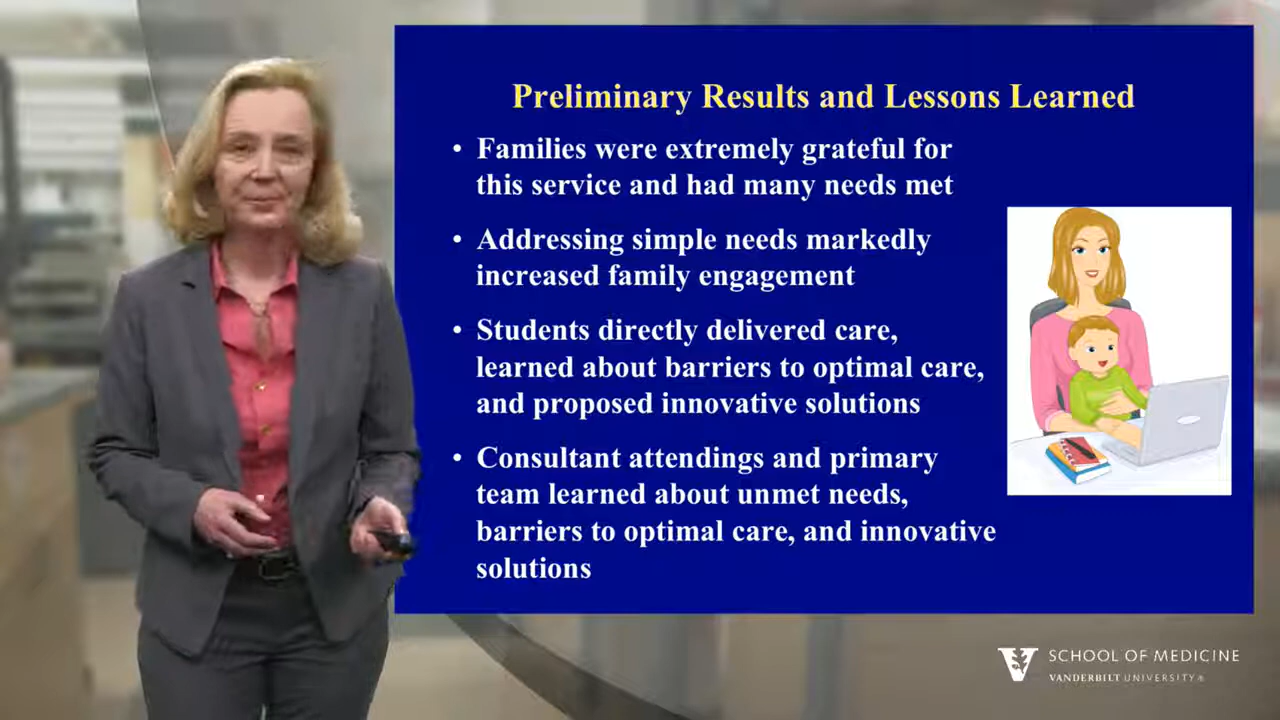 Preliminary Results and Lessons Learned
• Families were extremely grateful for
this service and had many needs met
• Addressing simple needs markedly
increased family engagement
• Students directly delivered care,
learned about barriers to optimal care,
and proposed innovative solutions
• Consultant attendings and primary
team learned about unmet needs,
barriers to optimal care, and innovative
solutions
V SCHOOL OF MEDICINE
VANDERBILT UNIVERSITY®